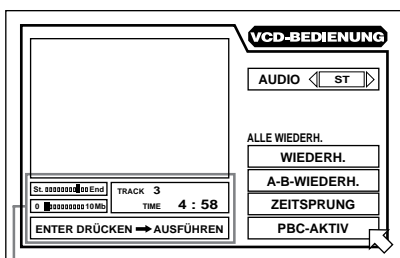 VCD-BEDIENUNG
AUDIO ST
ALLE WIEDERH.
WIEDERH.
A-B-WIEDERH.
ZEITSPRUNG
PBC-AKTIV
St. End
0 10Mb
TRACK 3
TIME 4 : 58
ENTER DRÜCKEN ➡ AUSFÜHREN